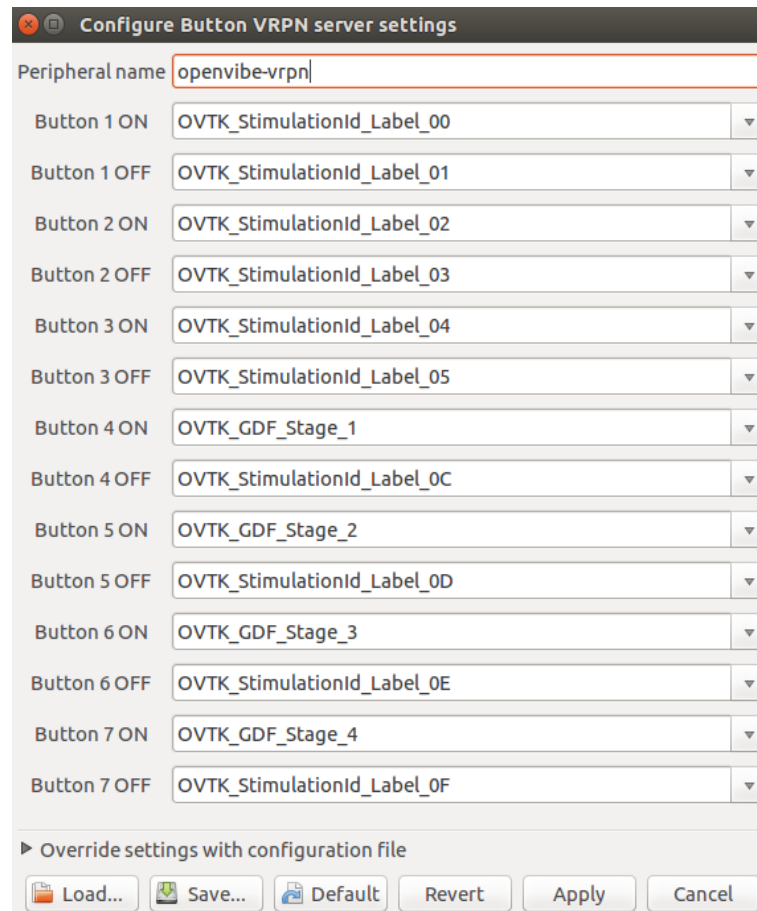 Configure Button VRPN server settings
Peripheral name openvibe-vrpn
Button 1 ON OVTK_StimulationId_Label_00
Button 1 OFF OVTK_StimulationId_Label_01
Button 2 ON OVTK_StimulationId_Label_02
Button 2 OFF OVTK_StimulationId_Label_03
Button 3 ON OVTK_StimulationId_Label_04
Button 3 OFF OVTK_StimulationId_Label_05
Button 4 ON OVTK_GDF_Stage_1
Button 4 OFF OVTK_StimulationId_Label_0C
Button 5 ON OVTK_GDF_Stage_2
Button 5 OFF OVTK_StimulationId_Label_0D
Button 6 ON OVTK_GDF_Stage_3
Button 6 OFF OVTK_StimulationId_Label_0E
Button 7 ON OVTK_GDF_Stage_4
Button 7 OFF OVTK_StimulationId_Label_0F
Override settings with configuration file
Load... Save... Default Revert Apply Cancel